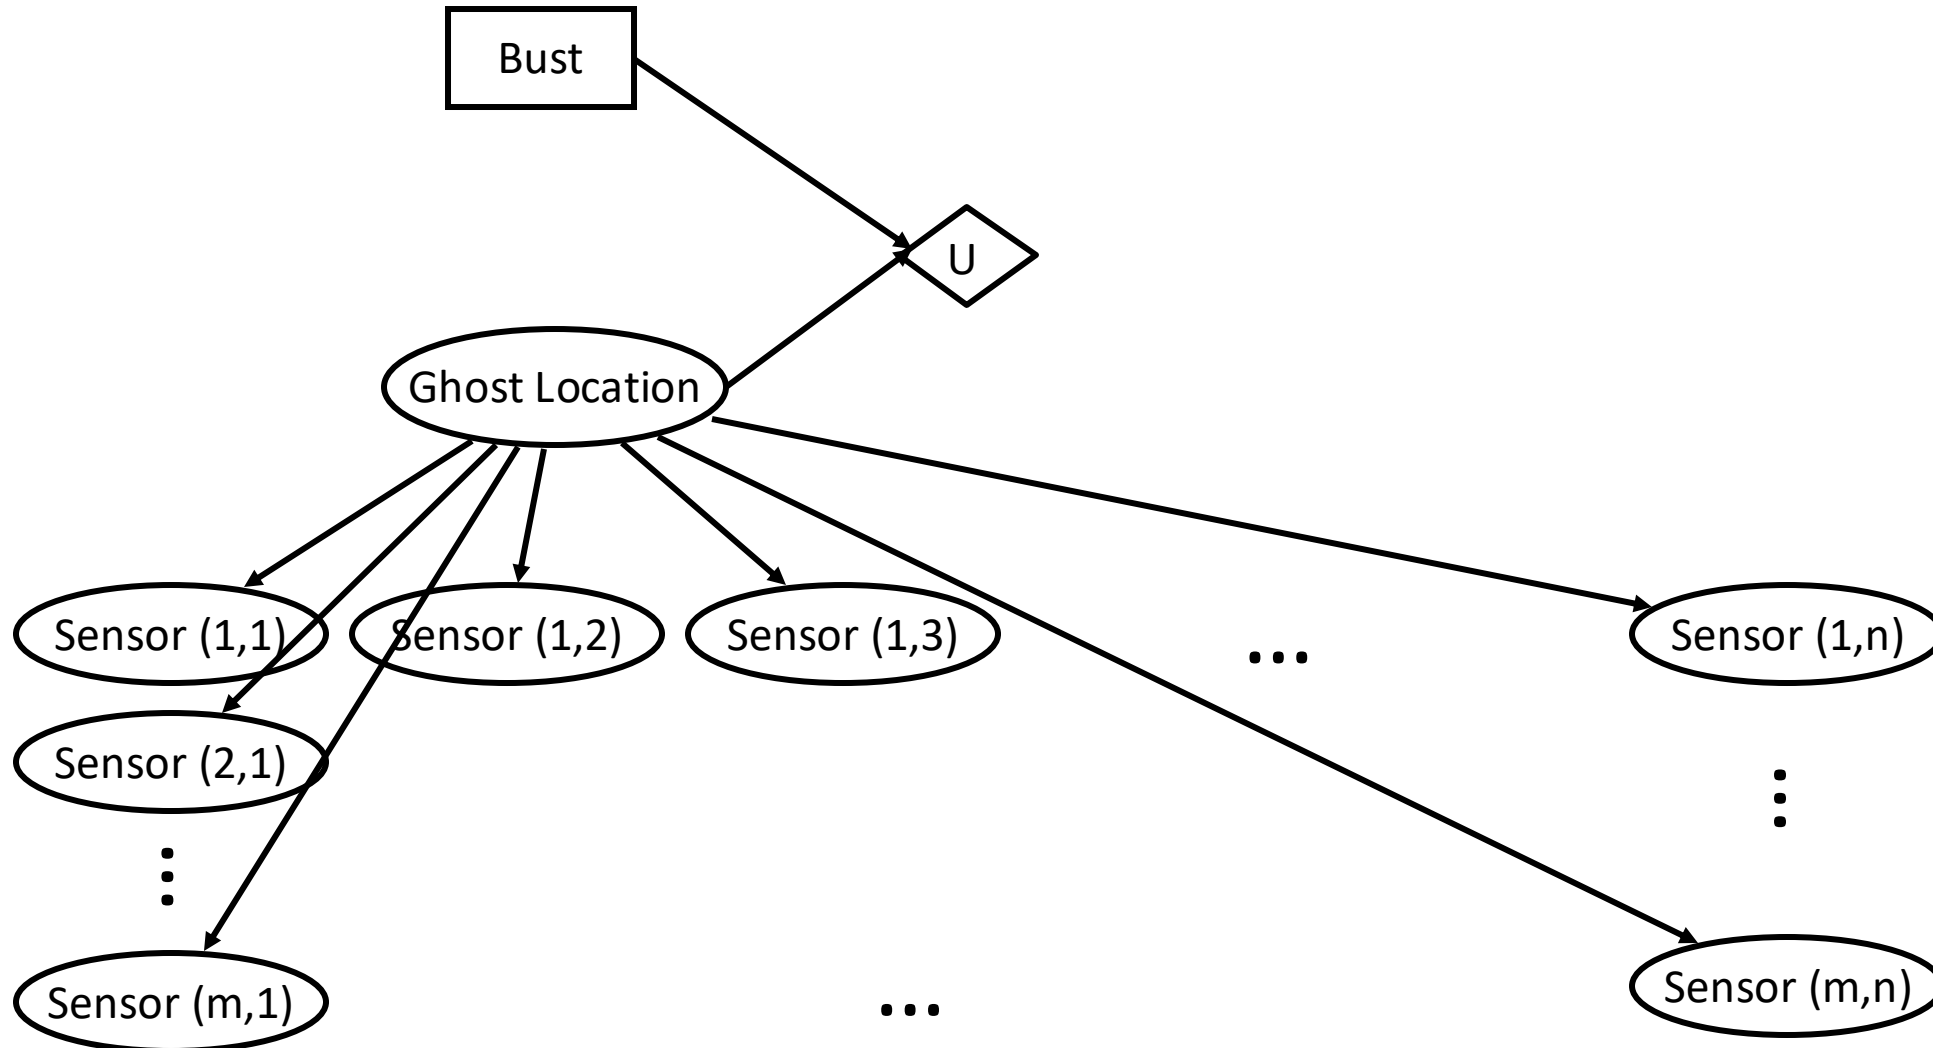 Bust
U
Ghost Location
Sensor (1,1)
Sensor (1,2)
Sensor (1,3)
...
Sensor (1,n)
Sensor (2,1)
...
...
Sensor (m,1)
...
Sensor (m,n)